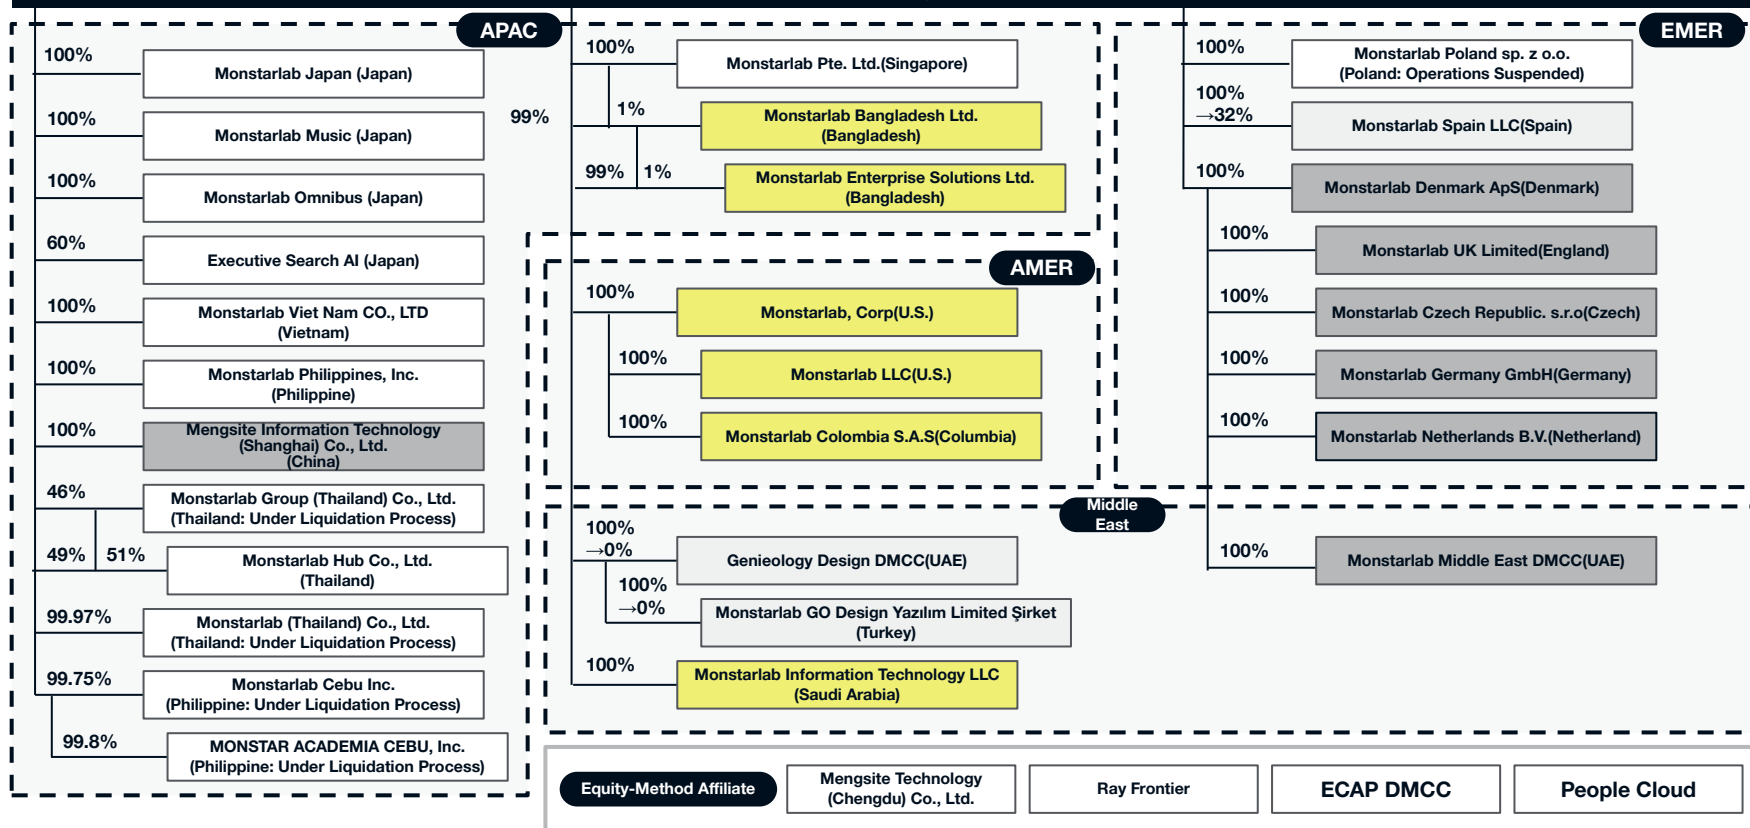 APAC
100%
Monstarlab Japan (Japan)
100%
Monstarlab Music (Japan)
100%
Monstarlab Omnibus (Japan)
60%
Executive Search AI (Japan)
100%
Monstarlab Viet Nam CO., LTD
(Vietnam)
100%
Monstarlab Philippines, Inc.
(Philippine)
100%
Mengsite Information Technology
(Shanghai) Co., Ltd.
(China)
46%
Monstarlab Group (Thailand) Co., Ltd.
(Thailand: Under Liquidation Process)
49%
51%
Monstarlab Hub Co., Ltd.
(Thailand)
99.97%
Monstarlab (Thailand) Co., Ltd.
(Thailand: Under Liquidation Process)
99.75%
Monstarlab Cebu Inc.
(Philippine: Under Liquidation Process)
99.8%
MONSTAR ACADEMIA CEBU, Inc.
(Philippine: Under Liquidation Process)
100%
Monstarlab Pte. Ltd.(Singapore)
99%
1%
Monstarlab Bangladesh Ltd.
(Bangladesh)
99%
1%
Monstarlab Enterprise Solutions Ltd.
(Bangladesh)
AMER
100%
Monstarlab, Corp(U.S.)
100%
Monstarlab LLC(U.S.)
100%
Monstarlab Colombia S.A.S(Columbia)
EMER
100%
Monstarlab Poland sp. z o.o.
(Poland: Operations Suspended)
100%
→32%
Monstarlab Spain LLC(Spain)
100%
Monstarlab Denmark ApS(Denmark)
100%
Monstarlab UK Limited(England)
100%
Monstarlab Czech Republic. s.r.o(Czech)
100%
Monstarlab Germany GmbH(Germany)
100%
Monstarlab Netherlands B.V.(Netherland)
Middle
East
100%
→0%
Genieology Design DMCC(UAE)
100%
→0%
Monstarlab GO Design Yazılım Limited Şirket
(Turkey)
100%
Monstarlab Information Technology LLC
(Saudi Arabia)
100%
Monstarlab Middle East DMCC(UAE)
Equity-Method Affiliate
Mengsite Technology
(Chengdu) Co., Ltd.
Ray Frontier
ECAP DMCC
People Cloud